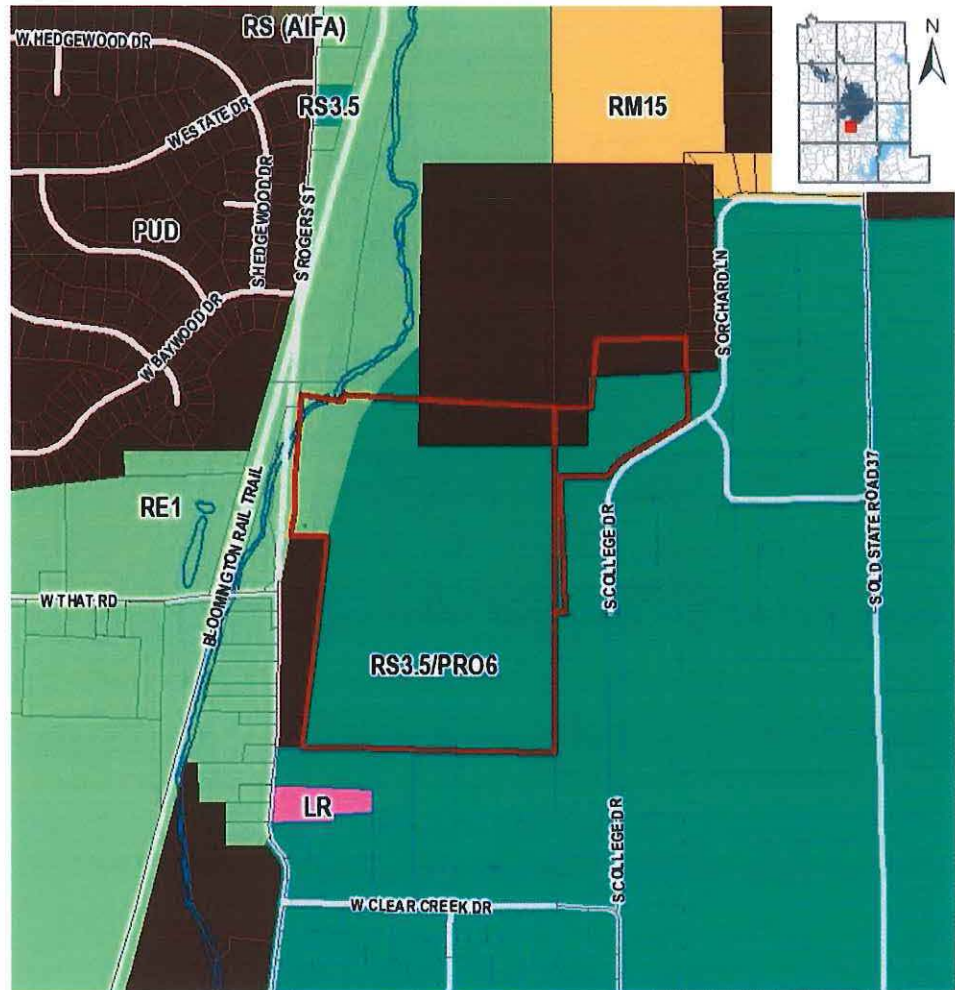 RS (AIFA)
W HEDGEWOOD DR
N
W ESTATE DR
RS3.5
RM15
S HEDGEWOOD DR
S ROGERS ST
PUD
S ORCHARD LN
W BAYWOOD DR
BLOOMINGTON RAIL TRAIL
RE1
S COLLEGE DR
S OLD STATE ROAD 37
W THAT RD
RS3.5/PRO6
LR
S COLLEGE DR
W CLEAR CREEK DR